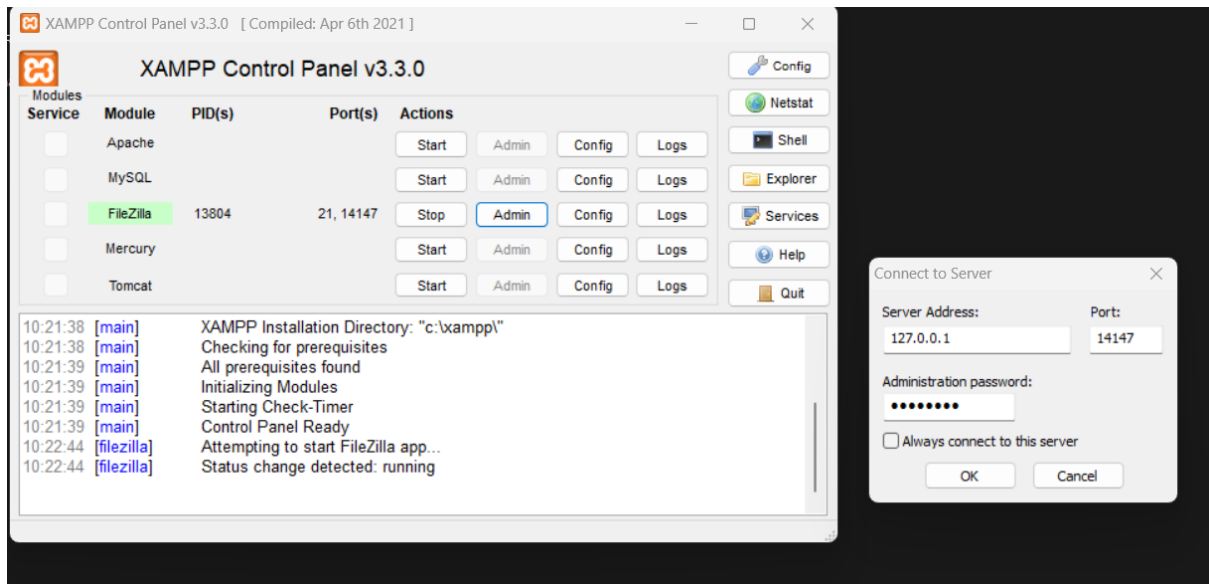 XAMPP Control Panel v3.3.0 [ Compiled: Apr 6th 2021 ]
XAMPP Control Panel v3.3.0
Config
Netstat
Shell
Explorer
Services
Help
Quit
Modules
Service Module PID(s) Port(s) Actions
Apache Start Admin Config Logs
MySQL Start Admin Config Logs
FileZilla 13804 21, 14147 Stop Admin Config Logs
Mercury Start Admin Config Logs
Tomcat Start Admin Config Logs
10:21:38 [main] XAMPP Installation Directory: "c:\xampp\"
10:21:38 [main] Checking for prerequisites
10:21:39 [main] All prerequisites found
10:21:39 [main] Initializing Modules
10:21:39 [main] Starting Check-Timer
10:21:39 [main] Control Panel Ready
10:22:44 [filezilla] Attempting to start FileZilla app...
10:22:44 [filezilla] Status change detected: running
Connect to Server
Server Address: Port:
127.0.0.1 14147
Administration password:
••••••••
Always connect to this server
OK Cancel